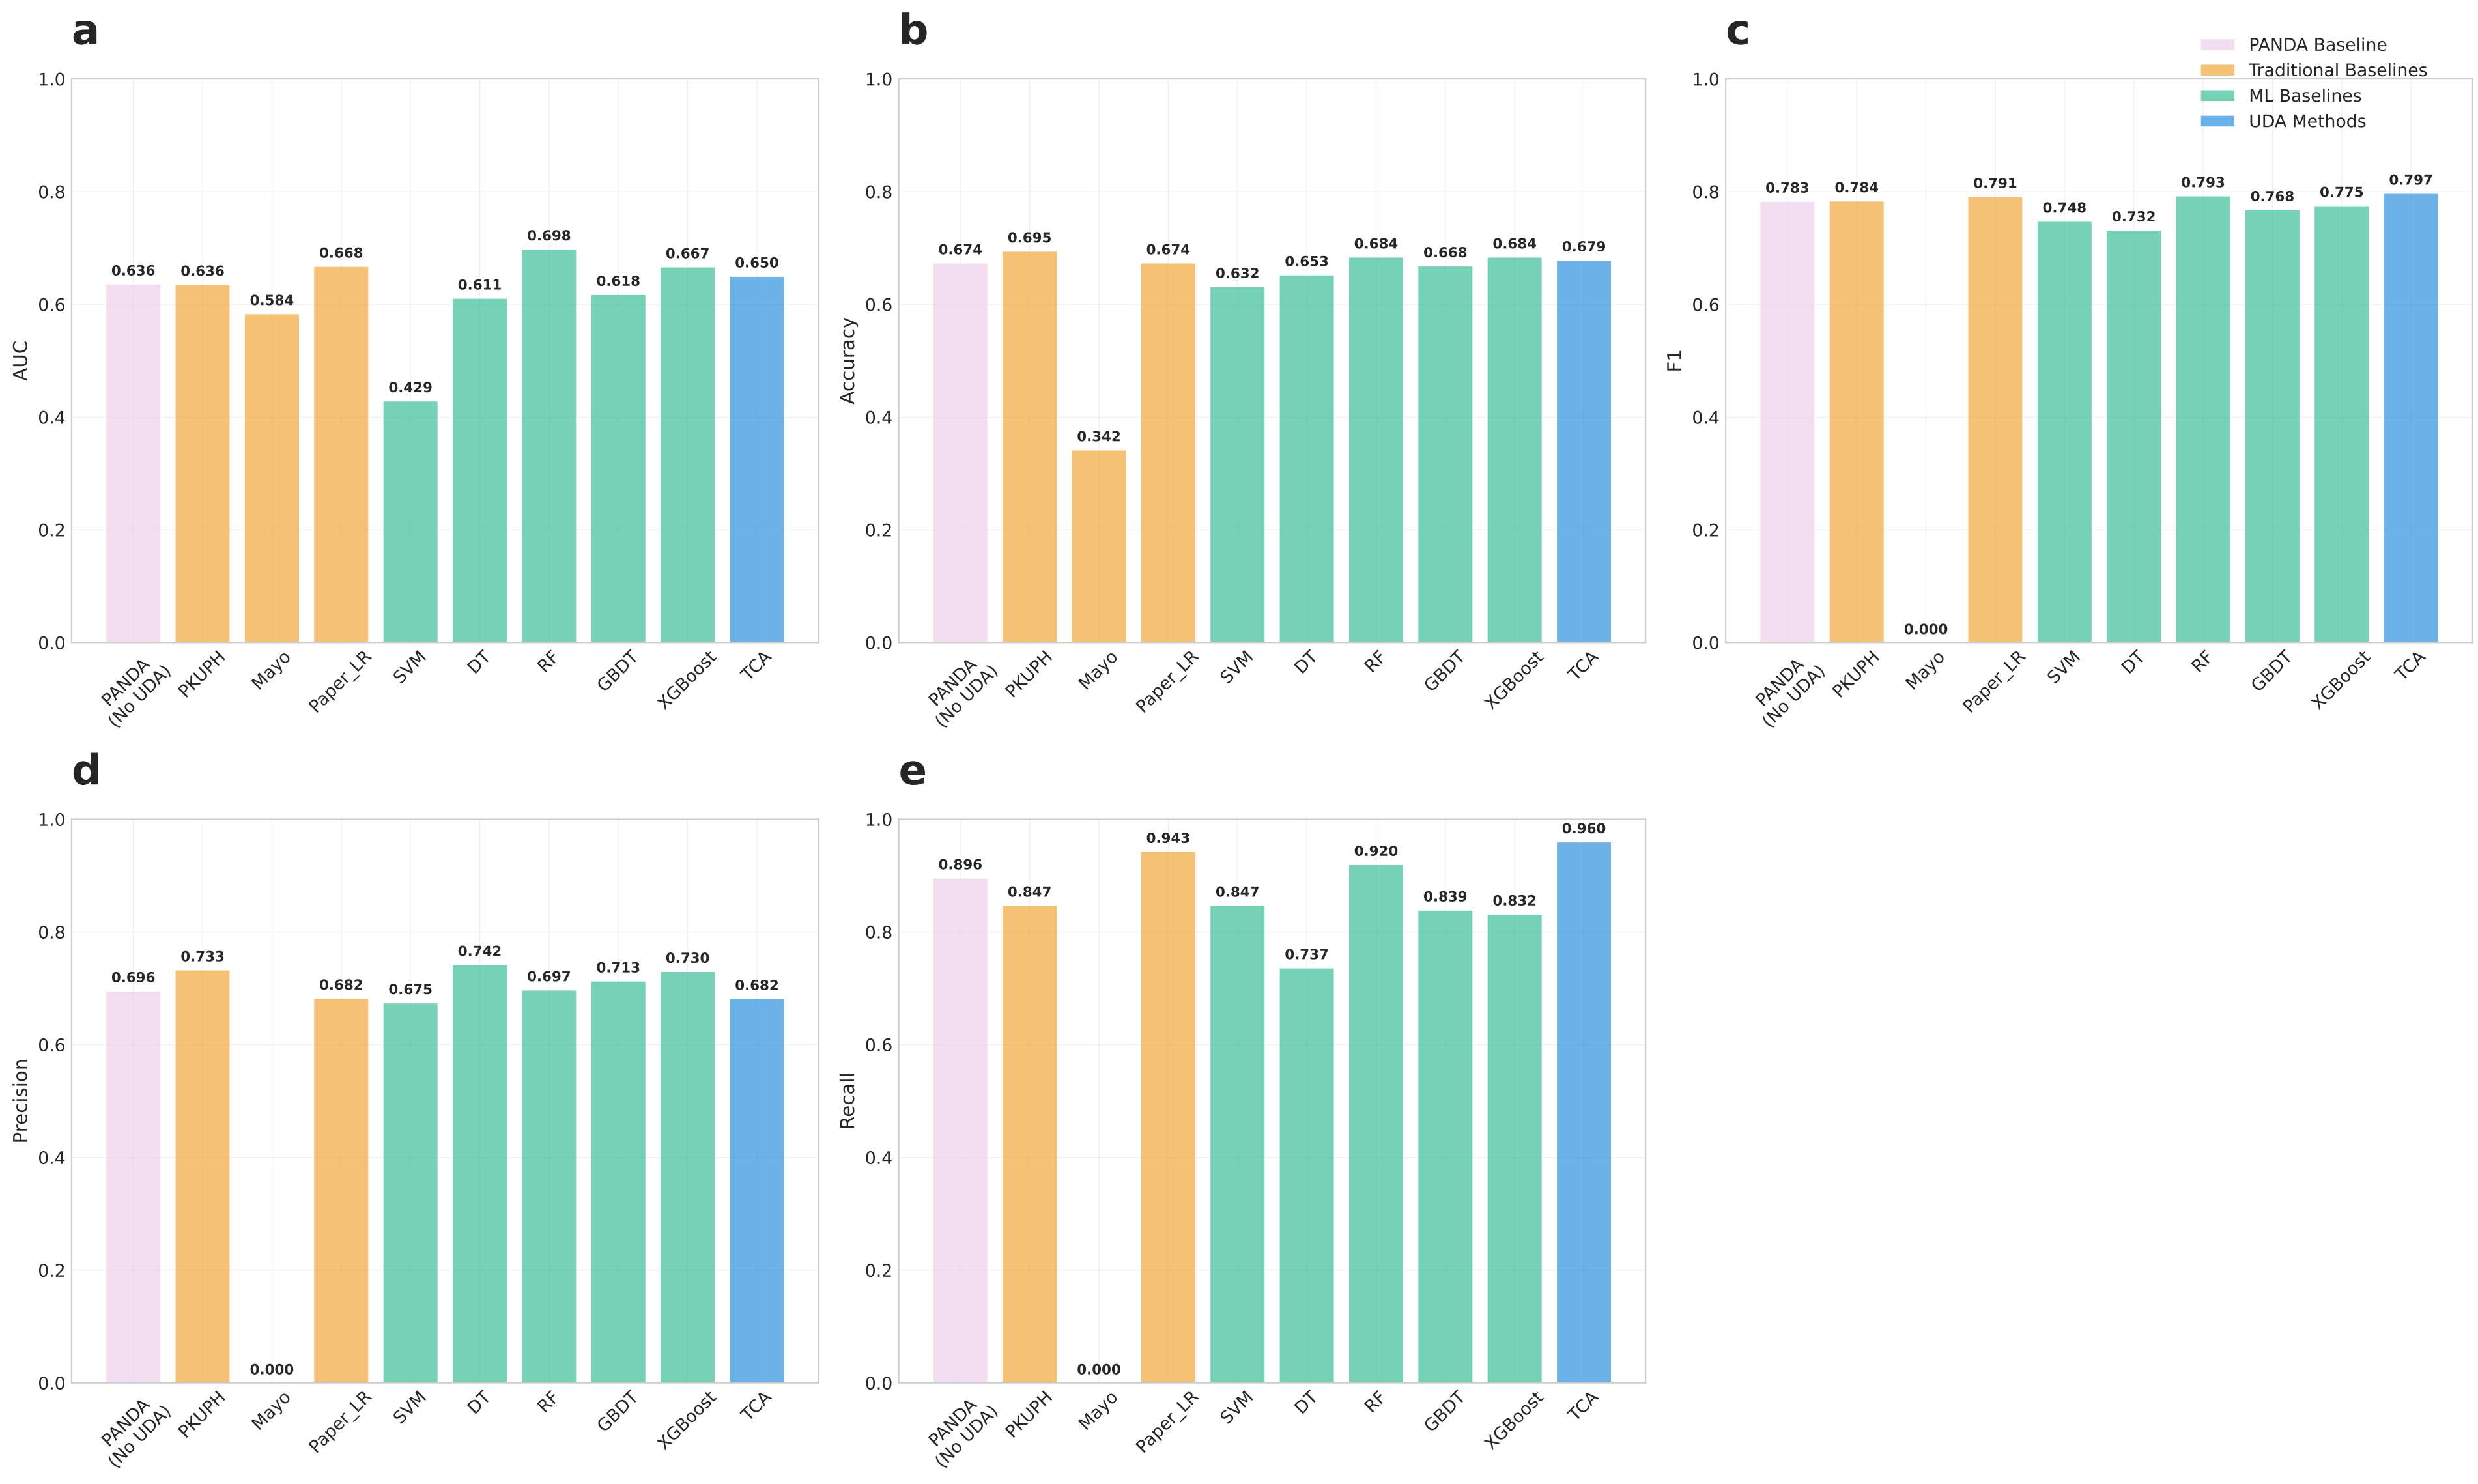 a
1.0
0.8
0.6
0.4
0.2
0.0
AUC
0.636
0.636
0.584
0.668
0.429
0.611
0.698
0.618
0.667
0.650
PANDA
(No UDA)
PKUPH
Mayo
Paper_LR
SVM
DT
RF
GBDT
XGBoost
TCA
b
1.0
0.8
0.6
0.4
0.2
0.0
Accuracy
0.674
0.695
0.342
0.674
0.632
0.653
0.684
0.668
0.684
0.679
PANDA
(No UDA)
PKUPH
Mayo
Paper_LR
SVM
DT
RF
GBDT
XGBoost
TCA
c
PANDA Baseline
Traditional Baselines
ML Baselines
UDA Methods
1.0
0.8
0.6
0.4
0.2
0.0
F1
0.783
0.784
0.000
0.791
0.748
0.732
0.793
0.768
0.775
0.797
PANDA
(No UDA)
PKUPH
Mayo
Paper_LR
SVM
DT
RF
GBDT
XGBoost
TCA
d
1.0
0.8
0.6
0.4
0.2
0.0
Precision
0.696
0.733
0.000
0.682
0.675
0.742
0.697
0.713
0.730
0.682
PANDA
(No UDA)
PKUPH
Mayo
Paper_LR
SVM
DT
RF
GBDT
XGBoost
TCA
e
1.0
0.8
0.6
0.4
0.2
0.0
Recall
0.896
0.847
0.000
0.943
0.847
0.737
0.920
0.839
0.832
0.960
PANDA
(No UDA)
PKUPH
Mayo
Paper_LR
SVM
DT
RF
GBDT
XGBoost
TCA